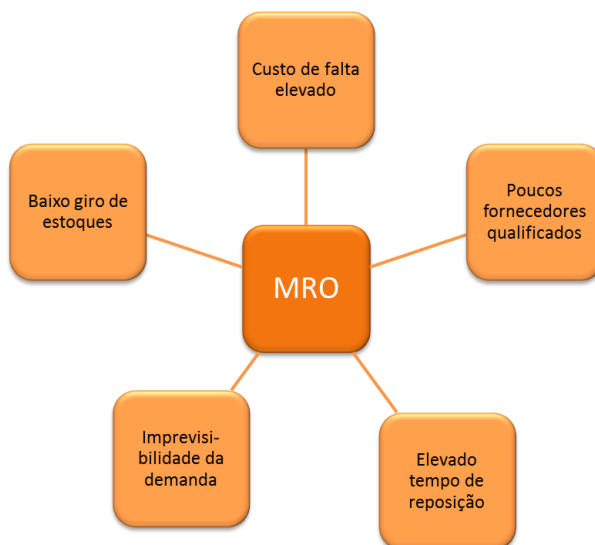 Custo de falta
elevado
Baixo giro de
estoques
Poucos
fornecedores
qualificados
MRO
Imprevisi-
bilidade da
demanda
Elevado
tempo de
reposição